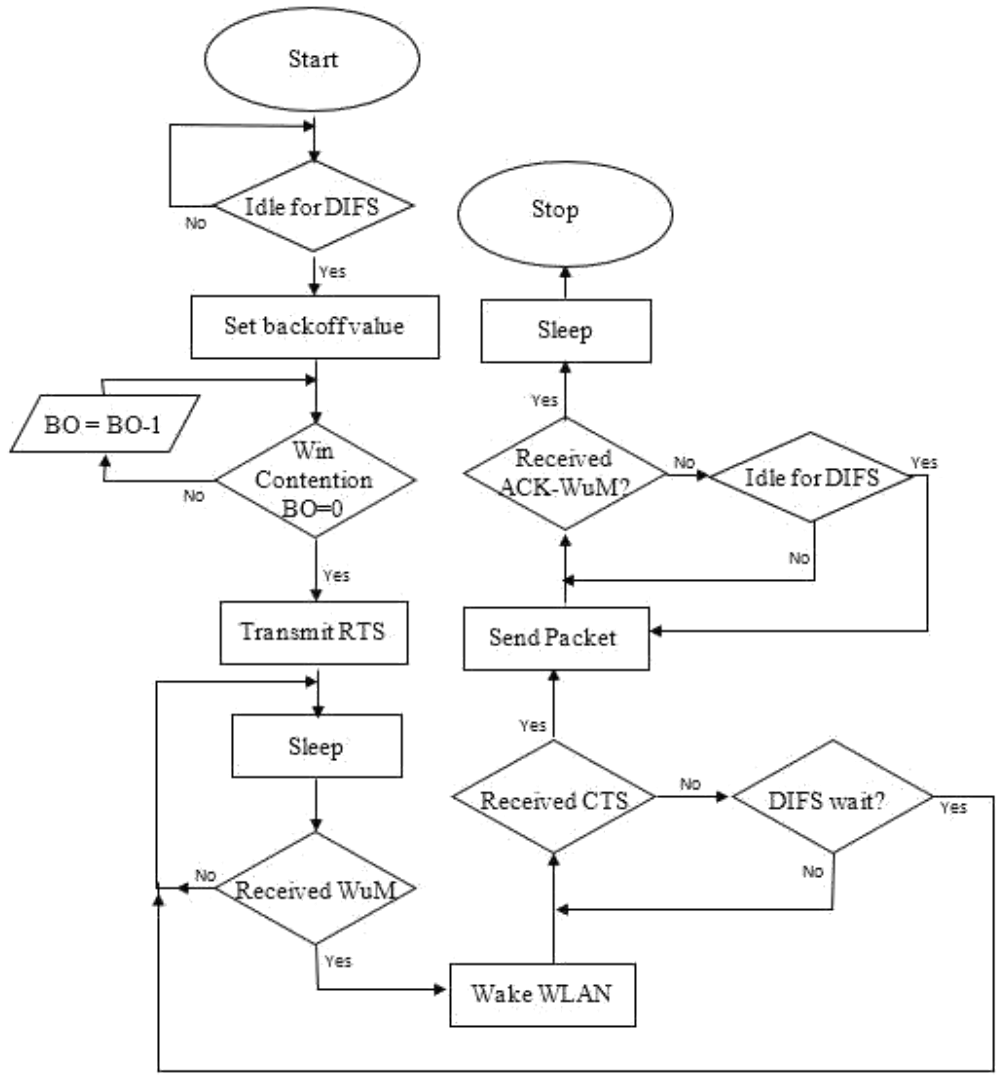 Start
Idle for DIFS
No
Yes
Set backoff value
BO = BO-1
Win
Contention
BO=0
No
Yes
Transmit RTS
Sleep
Received WuM
No
Yes
Wake WLAN
Received CTS
No
DIFS wait?
Yes
No
Yes
Send Packet
Received
ACK-WuM?
No
Idle for DIFS
Yes
No
Yes
Sleep
Stop